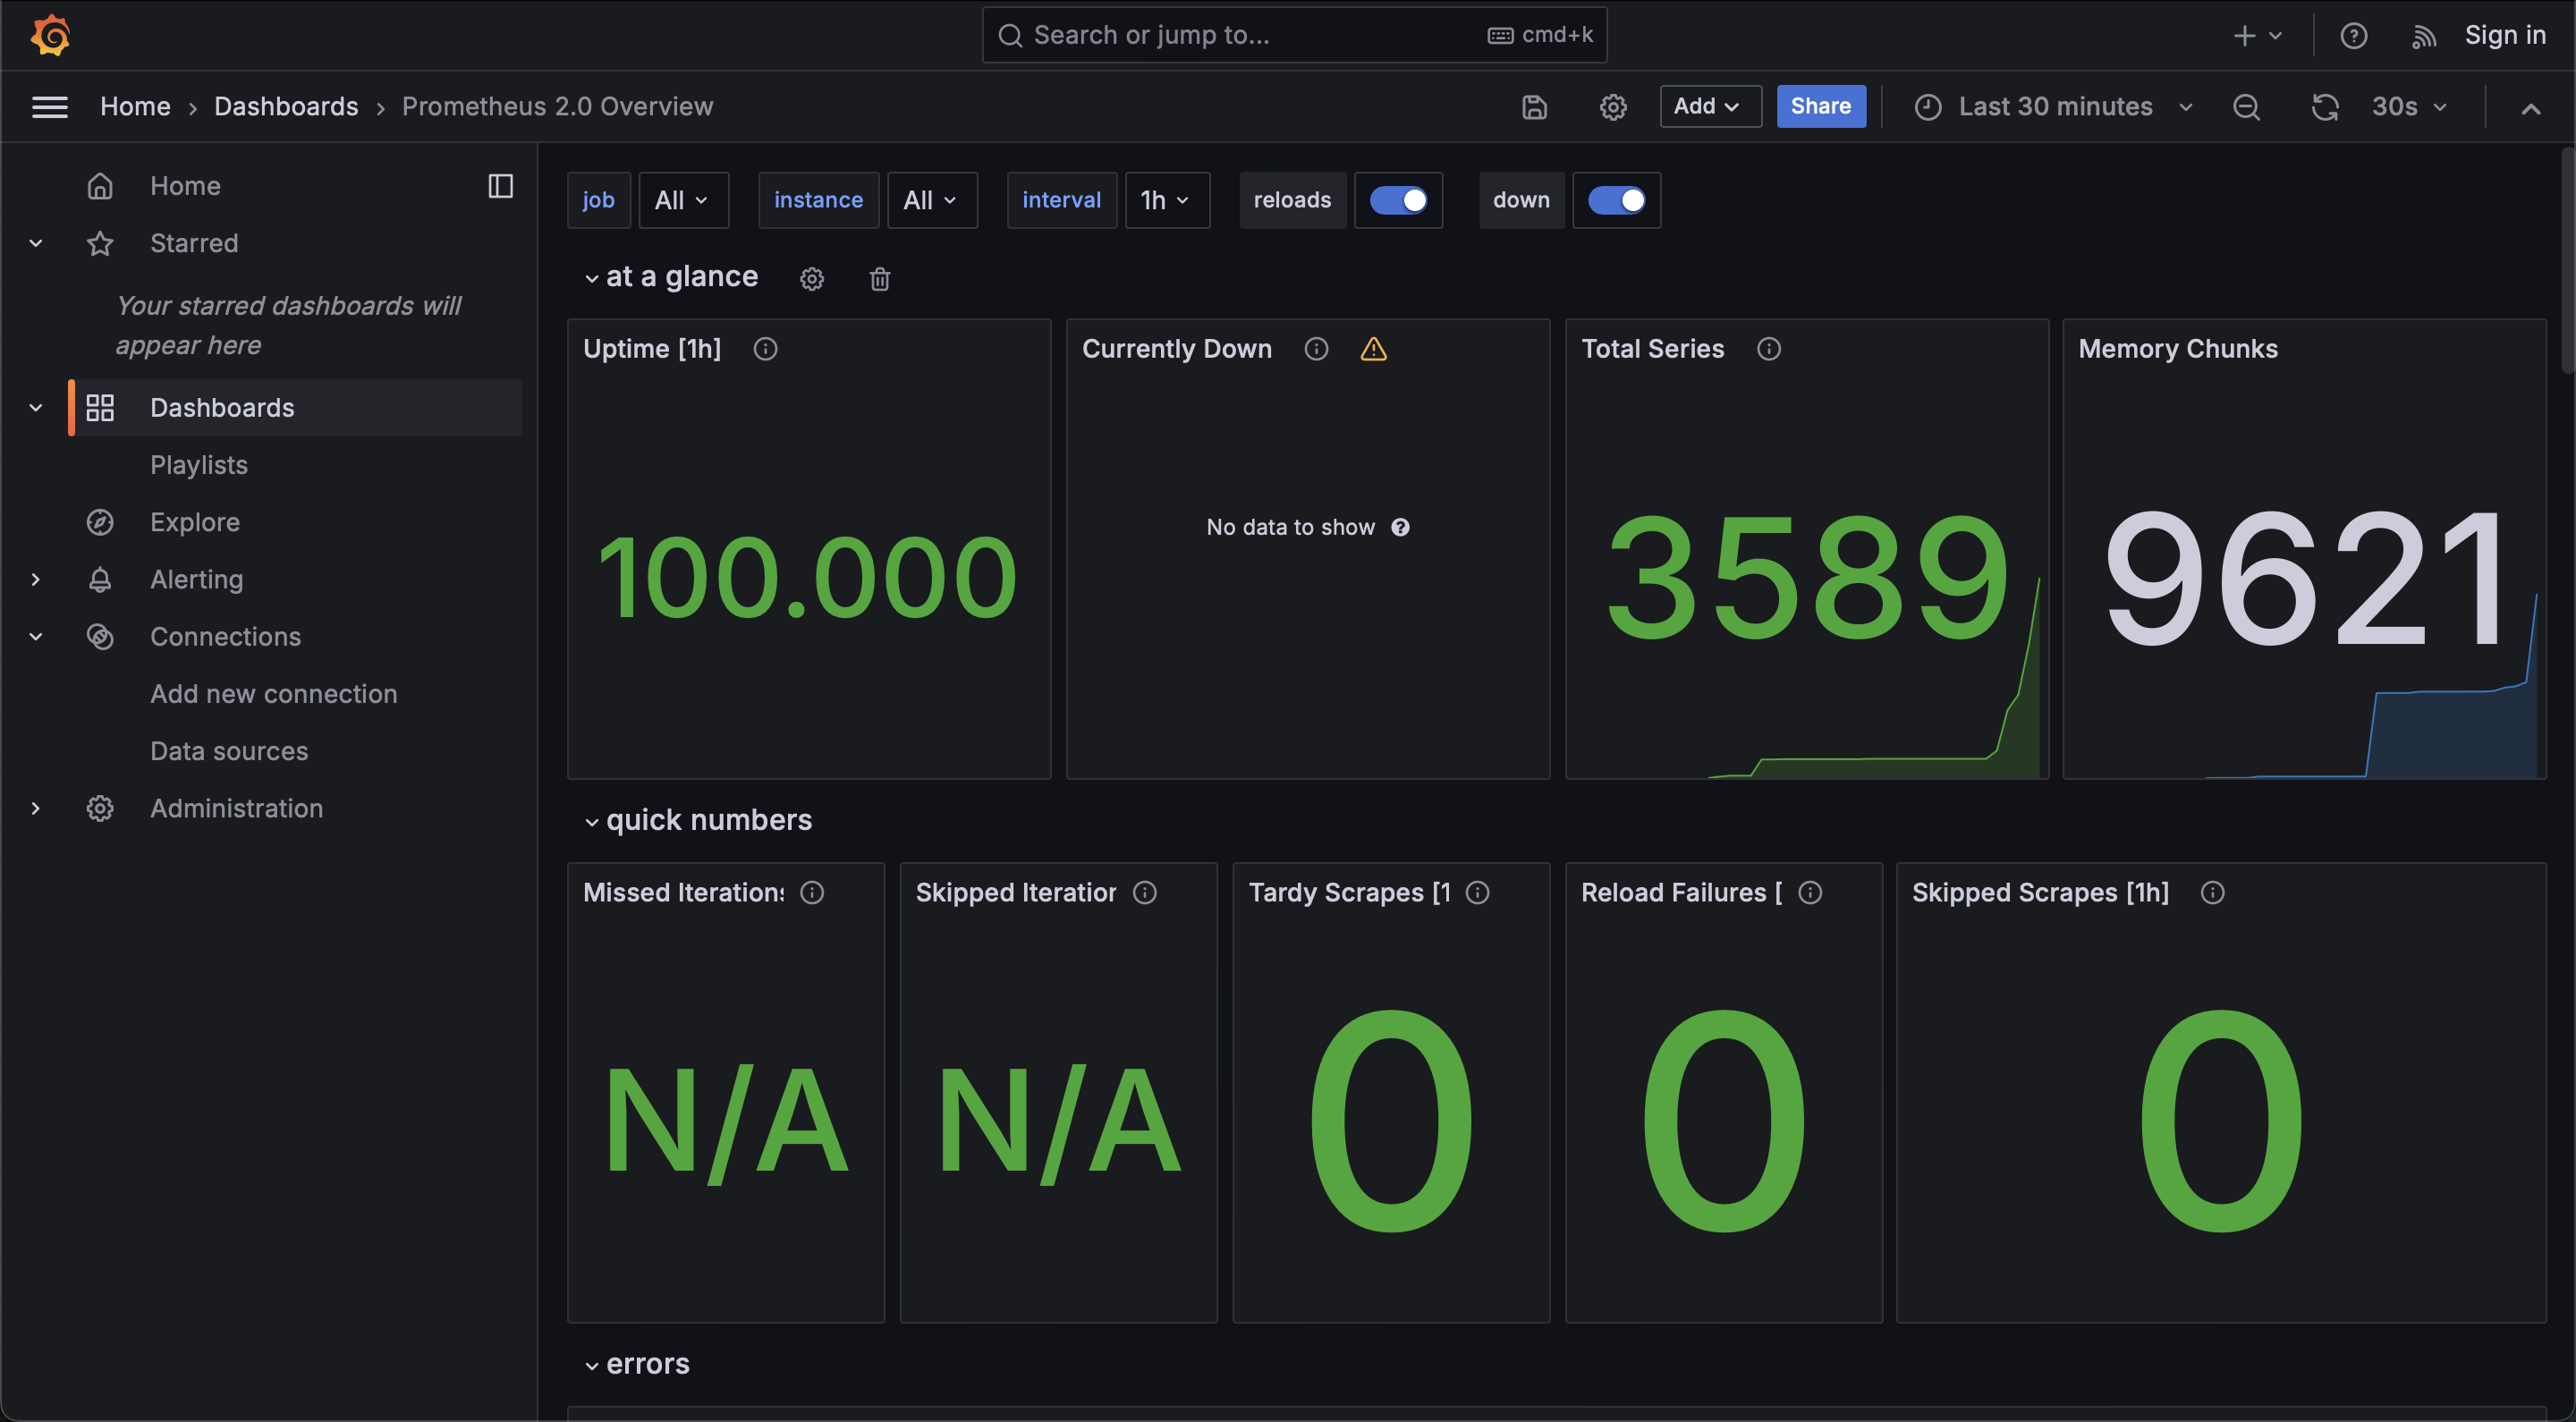 Search or jump to...
cmd+k
Sign in
Home
Dashboards
Prometheus 2.0 Overview
Add
Share
Last 30 minutes
30s
Home
Starred
Your starred dashboards will
appear here
Dashboards
Playlists
Explore
Alerting
Connections
Add new connection
Data sources
Administration
job
All
instance
All
interval
1h
reloads
down
at a glance
Uptime [1h]
100.000
Currently Down
No data to show
Total Series
3589
Memory Chunks
9621
quick numbers
Missed Iterations
N/A
Skipped Iteration
N/A
Tardy Scrapes [1
0
Reload Failures [
0
Skipped Scrapes [1h]
0
errors